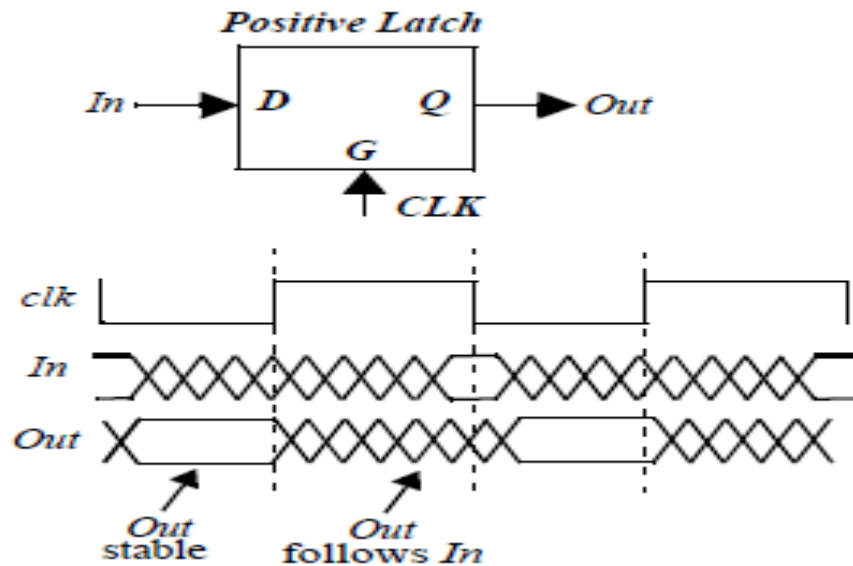 Positive Latch
In
D
Q
Out
G
CLK
clk
In
Out
Out
stable
Out
follows In